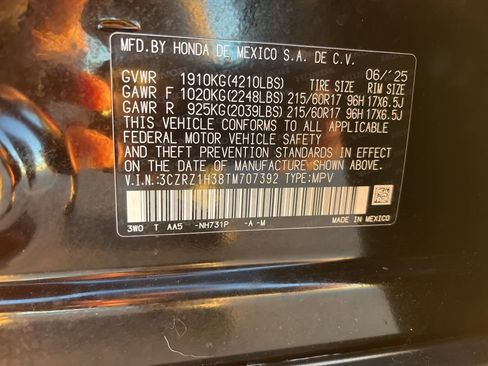 MFD.BY HONDA DE MEXICO S.A. DE C.V.
06/'25
GVWR 1910KG(4210LBS) TIRE SIZE RIM SIZE
GAWR F 1020KG(2248LBS) 215/60R17 96H 17X6.5J
GAWR R 925KG(2039LBS) 215/60R17 96H 17X6.5J
THIS VEHICLE CONFORMS TO ALL APPLICABLE
FEDERAL MOTOR VEHICLE SAFETY
AND THEFT PREVENTION STANDARDS IN EFFECT
ON THE DATE OF MANUFACTURE SHOWN ABOVE.
V.I.N.:3CZRZ1H38TM707392 TYPE:MPV
3WO T AA5 -NH731P -A -M
MADE IN MEXICO